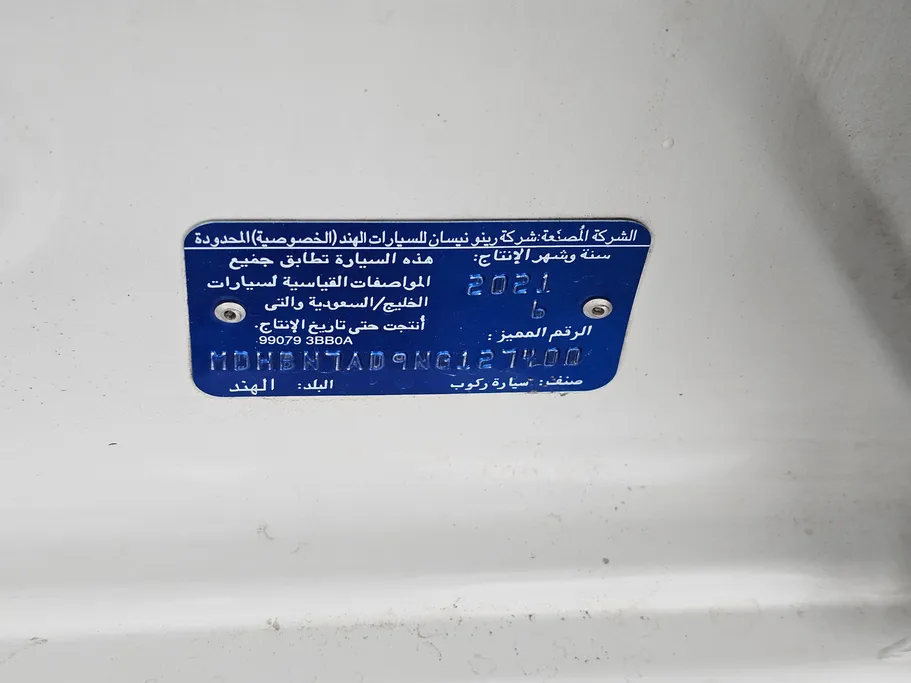 الشركة المُصنّعة:شركة رينو نيسان للسيارات الهند(الخصوصية)المحدودة
سنة وشهر الإنتاج:
2021
6
هذه السيارة تطابق جميع
المواصفات القياسية لسيارات
الخليج/السعودية والتى
أنتجت حتى تاريخ الإنتاج.
99079 3BB0A
الرقم المميز:
MDHBN7AD9NG127400
صنف: سيارة ركوب
البلد: الهند